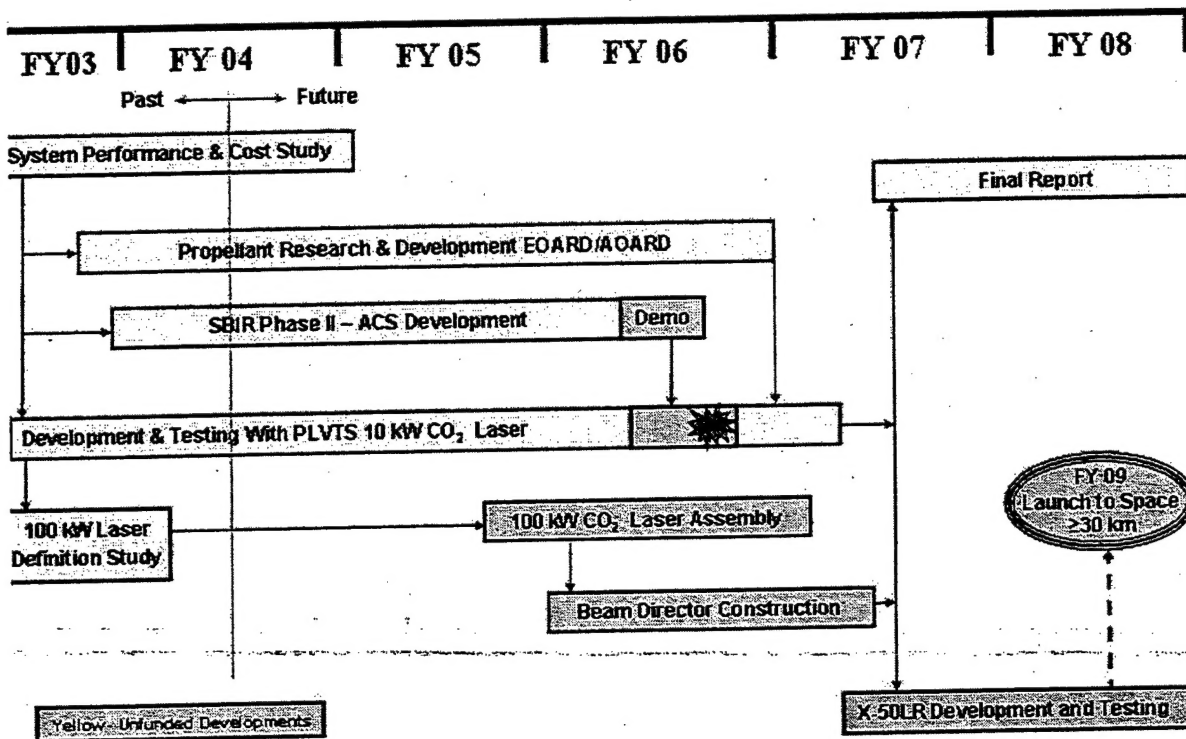 FY03 FY 04 FY 05 FY 06 FY 07 FY 08
Past Future
System Performance & Cost Study
Final Report
Propellant Research & Development EOARD/AOARD
SBIR Phase II – ACS Development Demo
Development & Testing With PLVTS 10 kW CO₂ Laser
FY-09
Launch to Space
≥30 km
100 kW Laser
Definition Study
100 kW CO₂ Laser Assembly
Beam Director Construction
Yellow - Unfunded Developments
X-50LR Development and Testing